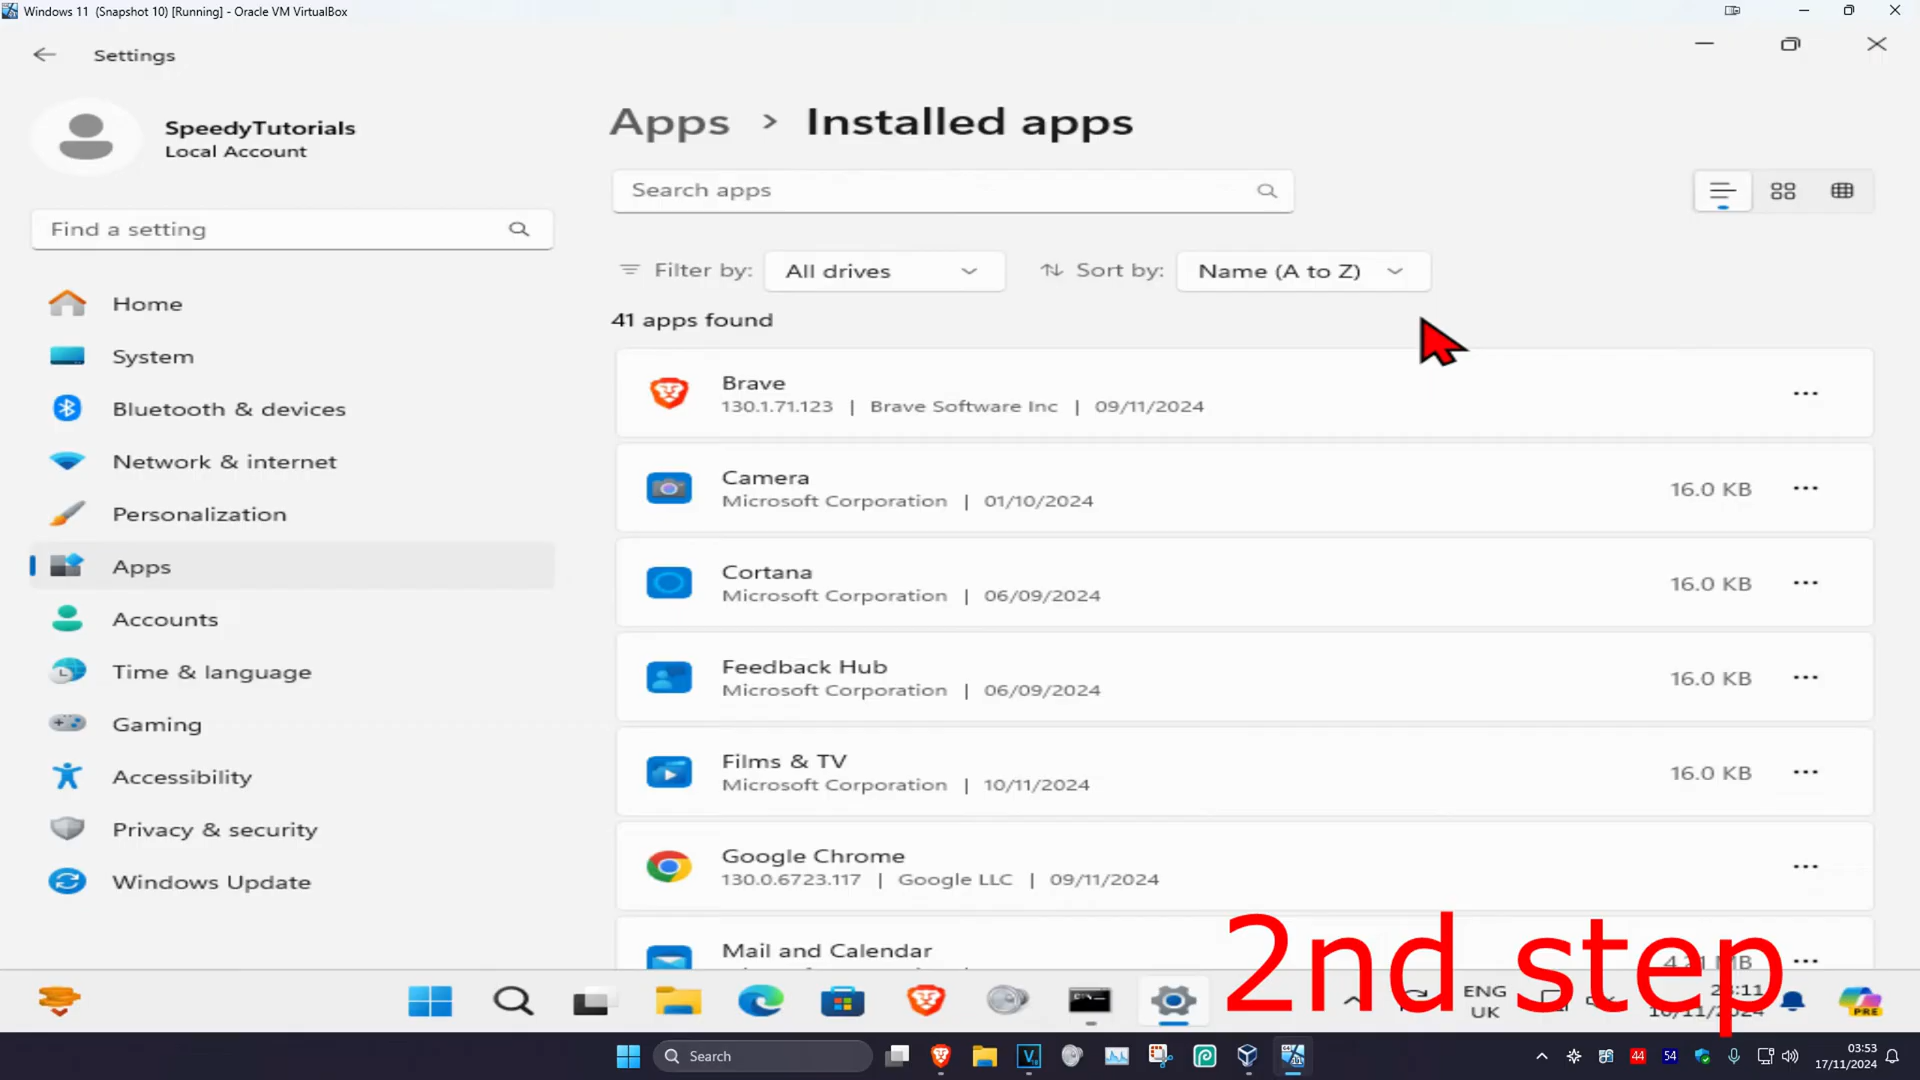 Windows 11 (Snapshot 10) [Running] - Oracle VM VirtualBox
Settings
SpeedyTutorials
Local Account
Find a setting
Home
System
Bluetooth & devices
Network & internet
Personalization
Apps
Accounts
Time & language
Gaming
Accessibility
Privacy & security
Windows Update
Apps > Installed apps
Search apps
Filter by: All drives Sort by: Name (A to Z)
41 apps found
Brave
130.1.71.123 | Brave Software Inc | 09/11/2024
Camera
Microsoft Corporation | 01/10/2024
16.0 KB
Cortana
Microsoft Corporation | 06/09/2024
16.0 KB
Feedback Hub
Microsoft Corporation | 06/09/2024
16.0 KB
Films & TV
Microsoft Corporation | 10/11/2024
16.0 KB
Google Chrome
130.0.6723.117 | Google LLC | 09/11/2024
Mail and Calendar
2nd step
ENG
UK
PRE
Search
44
54
03:53
17/11/2024